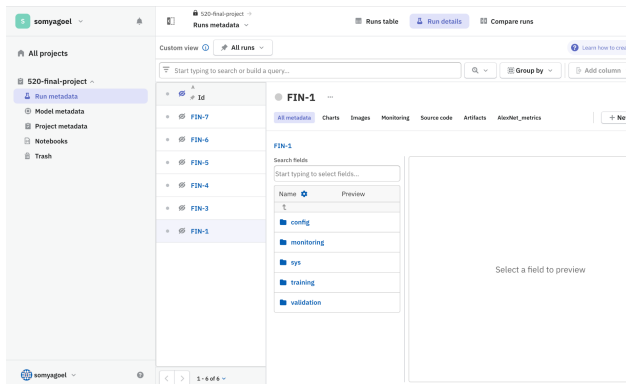 S somyagoel
All projects
520-final-project
Run metadata
Model metadata
Project metadata
Notebooks
Trash
somyagoel
520-final-project
Runs metadata
Runs table
Run details
Compare runs
Custom view
All runs
Learn how to crea
Start typing to search or build a query...
Group by
Add column
Id
FIN-7
FIN-6
FIN-5
FIN-4
FIN-3
FIN-1
1 - 6 of 6
FIN-1
All metadata Charts Images Monitoring Source code Artifacts AlexNet_metrics
+ Ne
FIN-1
Search fields
Start typing to select fields...
Name Preview
config
monitoring
sys
training
validation
Select a field to preview